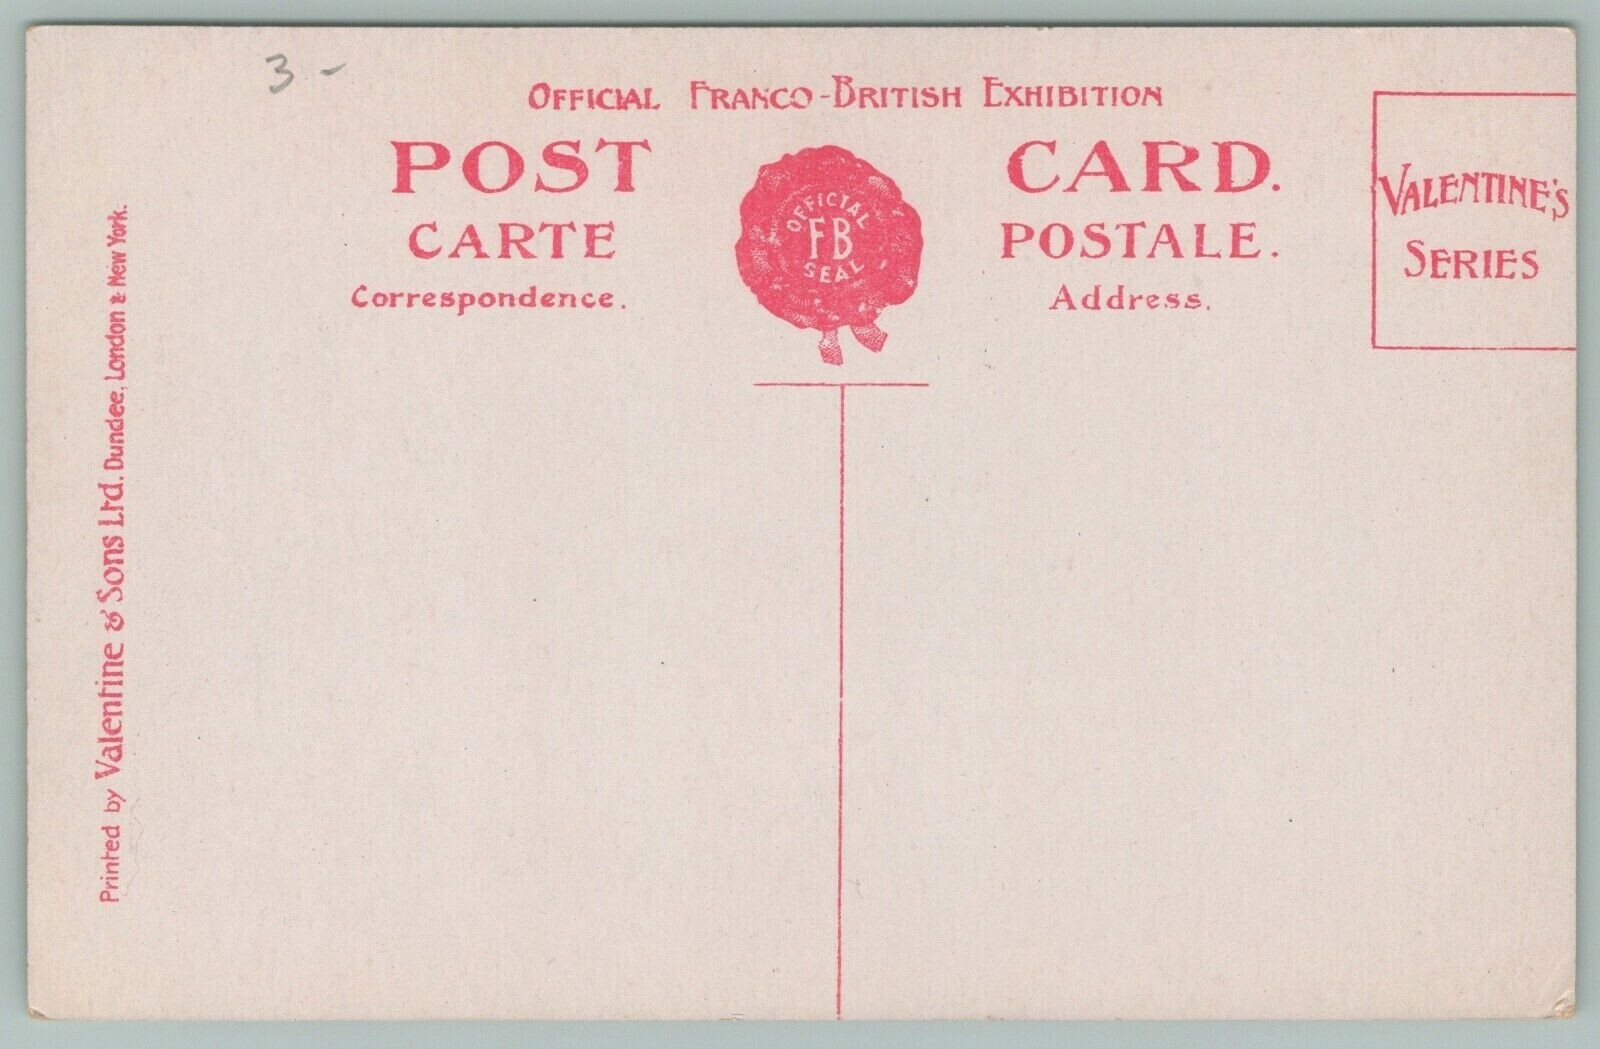 3 -
Official Franco-British Exhibition
POST CARD.
CARTE POSTALE.
Correspondence. Address.
OFFICIAL
FB
SEAL
Valentine's
Series
Printed by Valentine & Sons Ltd. Dundee, London & New York.